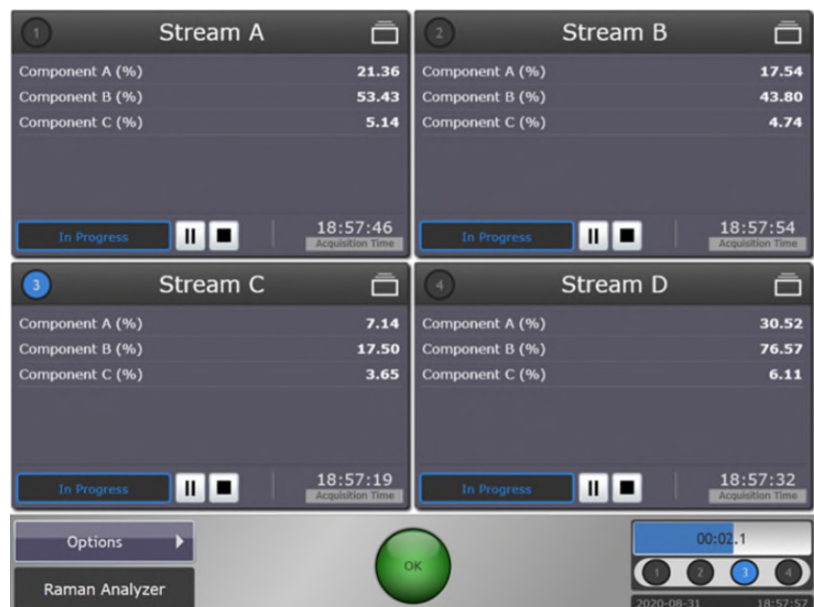 1 Stream A
Component A (%) 21.36
Component B (%) 53.43
Component C (%) 5.14
In Progress 18:57:46
Acquisition Time
2 Stream B
Component A (%) 17.54
Component B (%) 43.80
Component C (%) 4.74
In Progress 18:57:54
Acquisition Time
3 Stream C
Component A (%) 7.14
Component B (%) 17.50
Component C (%) 3.65
In Progress 18:57:19
Acquisition Time
4 Stream D
Component A (%) 30.52
Component B (%) 76.57
Component C (%) 6.11
In Progress 18:57:32
Acquisition Time
Options
Raman Analyzer
OK
00:02.1
1 2 3 4
2020-08-31 18:57:57